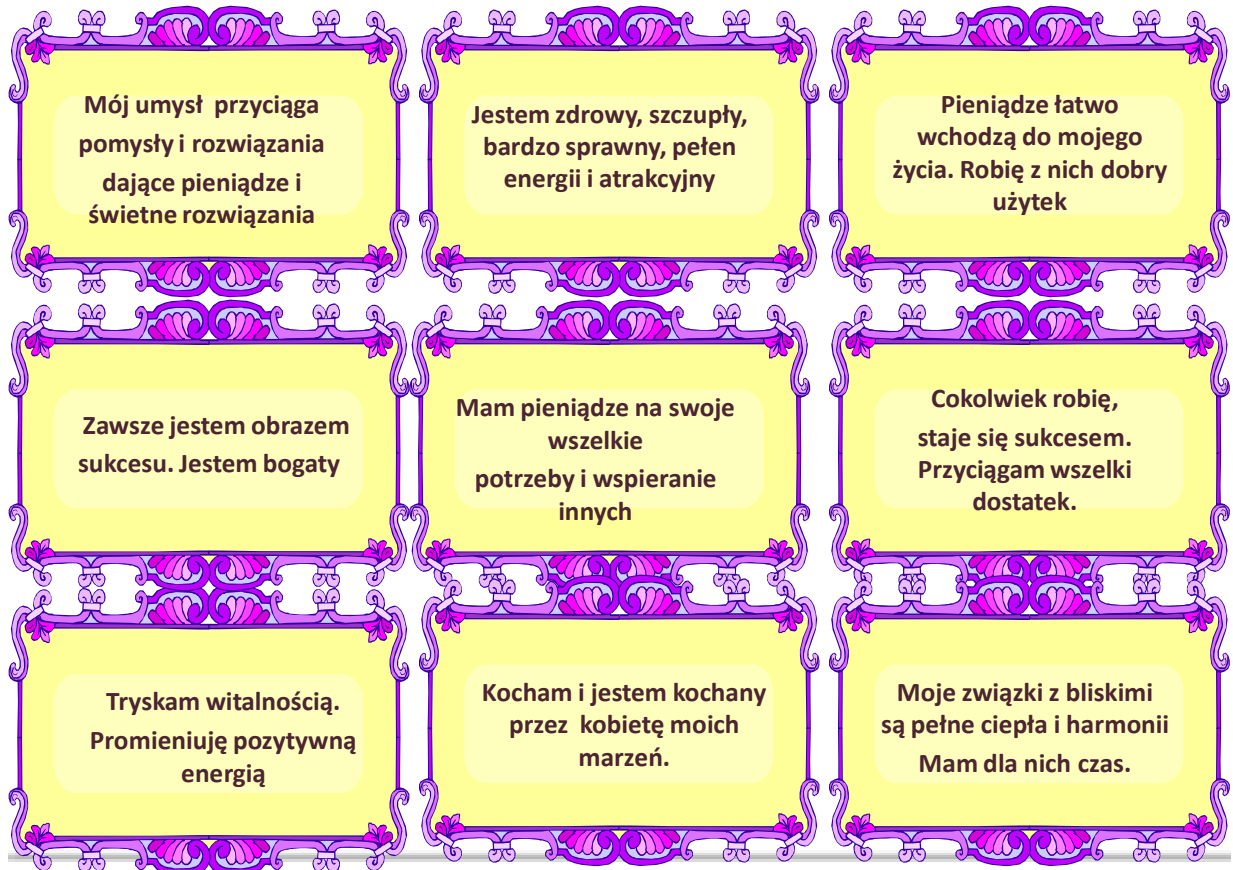 Mój umysł przyciąga
pomysły i rozwiązania
dające pieniądze i
świetne rozwiązania
Jestem zdrowy, szczupły,
bardzo sprawny, pełen
energii i atrakcyjny
Pieniądze łatwo
wchodzą do mojego
życia. Robię z nich dobry
użytek
Zawsze jestem obrazem
sukcesu. Jestem bogaty
Mam pieniądze na swoje
wszelkie
potrzeby i wspieranie
innych
Cokolwiek robię,
staje się sukcesem.
Przyciągam wszelki
dostatek.
Tryskam witalnością.
Promieniuję pozytywną
energią
Kocham i jestem kochany
przez kobietę moich
marzeń.
Moje związki z bliskimi
są pełne ciepła i harmonii
Mam dla nich czas.